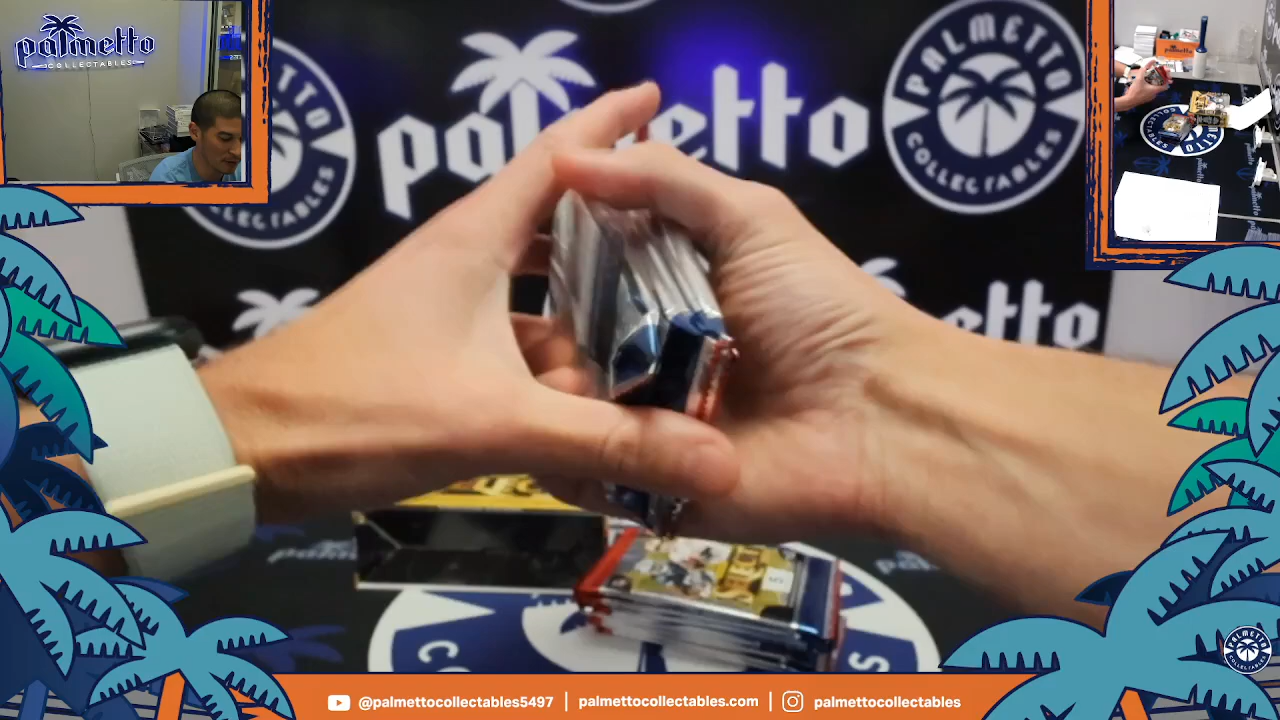 palmetto
COLLECTABLES
PALMETTO
COLLECTABLES
palmetto
@palmettocollectables5497 | palmettocollectables.com | palmettocollectables